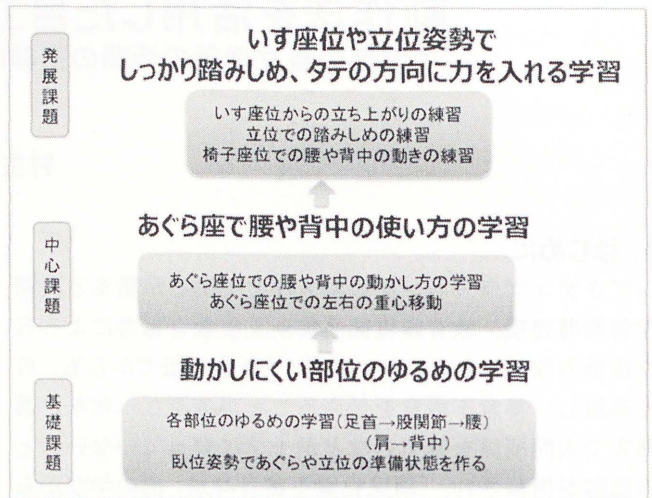 発展課題
いす座位や立位姿勢で
しっかり踏みしめ、タテの方向に力を入れる学習
いす座位からの立ち上がりの練習
立位での踏みしめの練習
椅子座位での腰や背中の動きの練習
中心課題
あぐら座で腰や背中の使い方の学習
あぐら座位での腰や背中の動かし方の学習
あぐら座位での左右の重心移動
基礎課題
動かしにくい部位のゆるめの学習
各部位のゆるめの学習(足首→股関節→腰)
(肩→背中)
臥位姿勢であぐらや立位の準備状態を作る